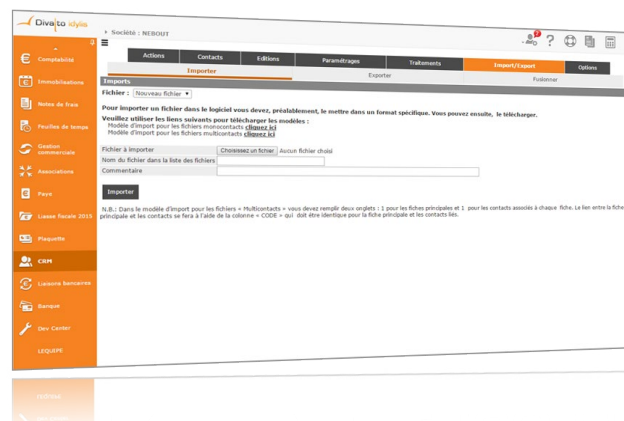 Divalto idylis
Société : NEBOUT
Actions
Contacts
Editions
Paramétrages
Traitements
Import/Export
Options
Importer
Exporter
Fusionner
Imports
Fichier : Nouveau fichier
Pour importer un fichier dans le logiciel vous devez, préalablement, le mettre dans un format spécifique. Vous pouvez ensuite, le télécharger.
Veuillez utiliser les liens suivants pour télécharger les modèles :
Modèle d'import pour les fichiers monocontacts cliquez ici
Modèle d'import pour les fichiers multicontacts cliquez ici
Fichier à importer Choisissez un fichier Aucun fichier choisi
Nom du fichier dans la liste des fichiers
Commentaire
Importer
N.B.: Dans le modèle d'import pour les fichiers « Multicontacts » vous devez remplir deux onglets : 1 pour les fiches principales et 1 pour les contacts associés à chaque fiche. Le lien entre la fiche
principale et les contacts se fera à l'aide de la colonne « CODE » qui doit être identique pour la fiche principale et les contacts liés.
Comptabilité
Immobilisations
Notes de frais
Feuilles de temps
Gestion
commerciale
Associations
Paye
Liasse fiscale 2015
Plaquette
CRM
Liaisons bancaires
Banque
Dev Center
LEQUIPE